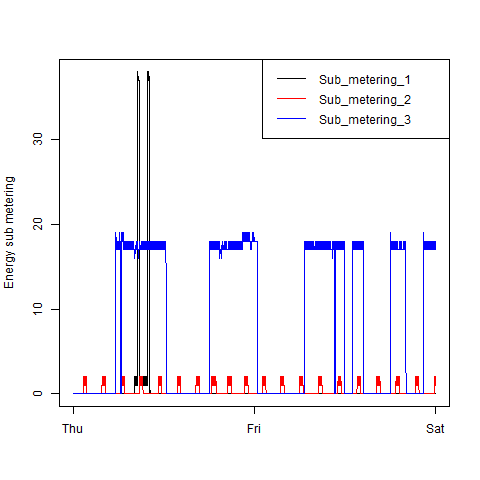 Sub_metering_1
Sub_metering_2
Sub_metering_3
Energy sub metering
30
20
10
0
Thu Fri Sat